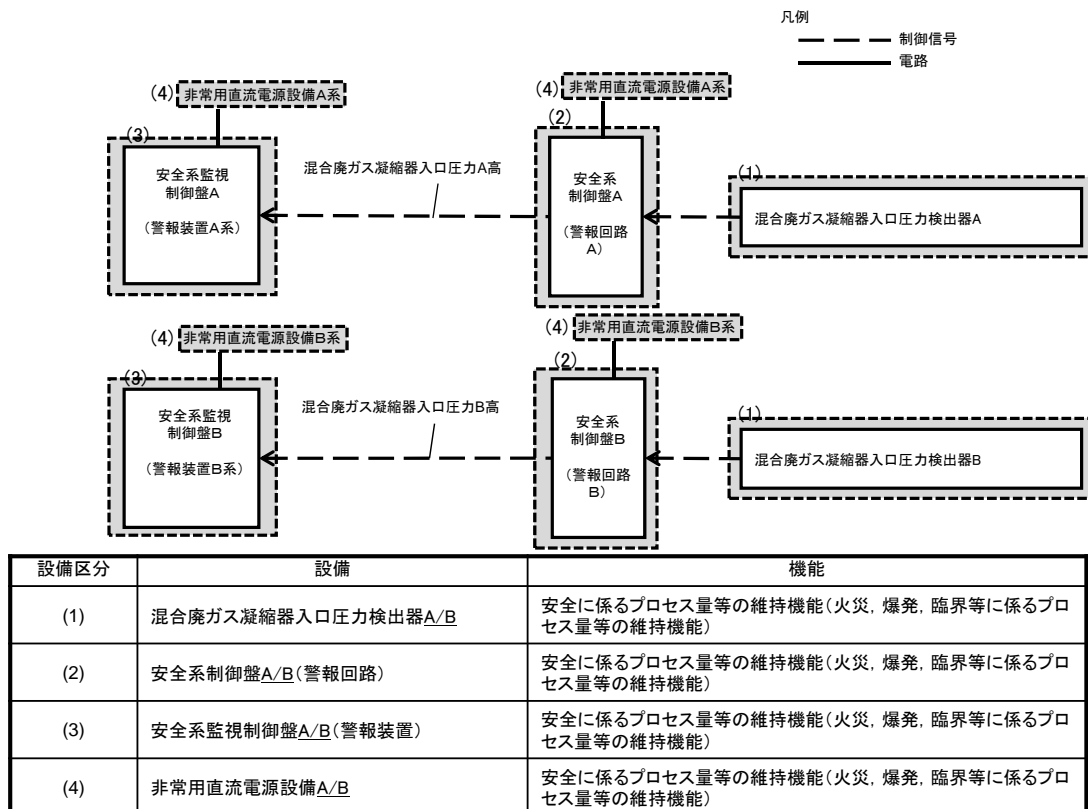 凡例
制御信号
電路
(4) 非常用直流電源設備A系
(4) 非常用直流電源設備A系
(3)
(2)
安全系監視
制御盤A
(警報装置A系)
混合廃ガス凝縮器入口圧力A高
安全系
制御盤A
(警報回路
A)
(1)
混合廃ガス凝縮器入口圧力検出器A
(4) 非常用直流電源設備B系
(4) 非常用直流電源設備B系
(3)
(2)
安全系監視
制御盤B
(警報装置B系)
混合廃ガス凝縮器入口圧力B高
安全系
制御盤B
(警報回路
B)
(1)
混合廃ガス凝縮器入口圧力検出器B
設備区分 設備 機能
(1) 混合廃ガス凝縮器入口圧力検出器A/B 安全に係るプロセス量等の維持機能(火災, 爆発, 臨界等に係るプロ
セス量等の維持機能)
(2) 安全系制御盤A/B(警報回路) 安全に係るプロセス量等の維持機能(火災, 爆発, 臨界等に係るプロ
セス量等の維持機能)
(3) 安全系監視制御盤A/B(警報装置) 安全に係るプロセス量等の維持機能(火災, 爆発, 臨界等に係るプロ
セス量等の維持機能)
(4) 非常用直流電源設備A/B 安全に係るプロセス量等の維持機能(火災, 爆発, 臨界等に係るプロ
セス量等の維持機能)